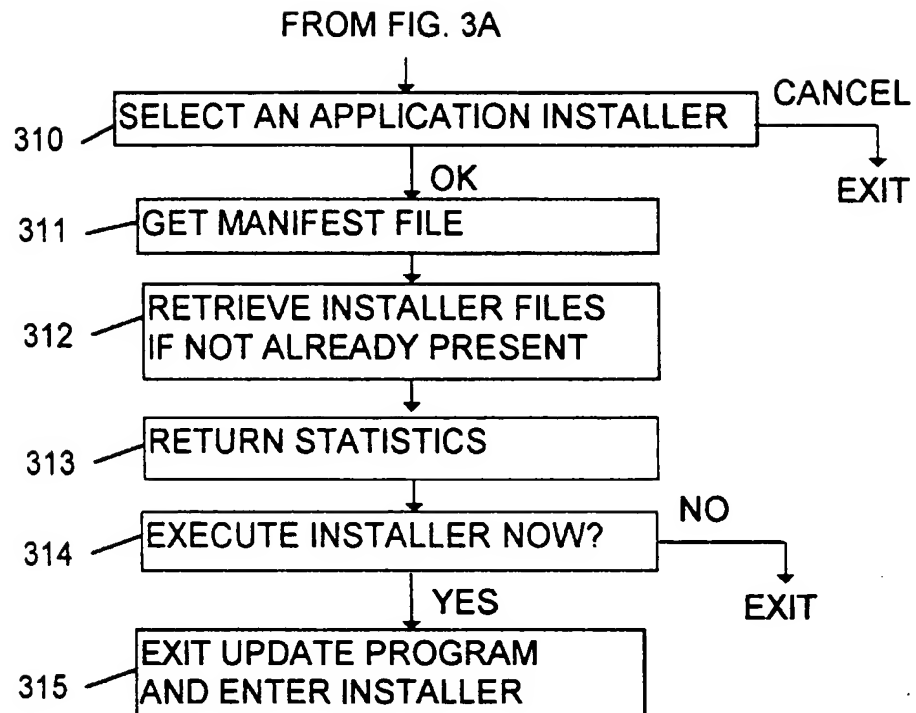 FROM FIG. 3A
CANCEL
310 SELECT AN APPLICATION INSTALLER
OK
EXIT
311 GET MANIFEST FILE
312 RETRIEVE INSTALLER FILES
IF NOT ALREADY PRESENT
313 RETURN STATISTICS
NO
314 EXECUTE INSTALLER NOW?
YES
EXIT
315 EXIT UPDATE PROGRAM
AND ENTER INSTALLER